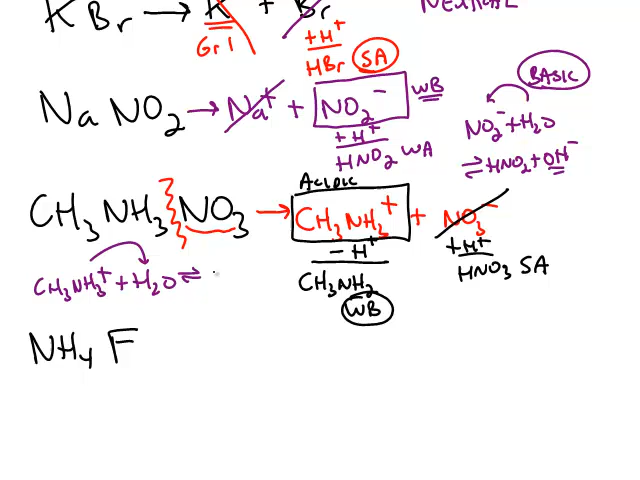 KBr → K + Br NEUTRAL
Gr 1
+H⁺
HBr SA
NaNO₂ → Na⁺ + NO₂⁻ WB
+H⁺
HNO₂ WA
BASIC
NO₂⁻ + H₂O
⇌ HNO₂ + OH⁻
ACIDIC
CH₃NH₃NO₃ → CH₃NH₃⁺ + NO₃⁻
−H⁺
CH₃NH₂
WB
+H⁺
HNO₃ SA
CH₃NH₃⁺ + H₂O ⇌
NH₄F